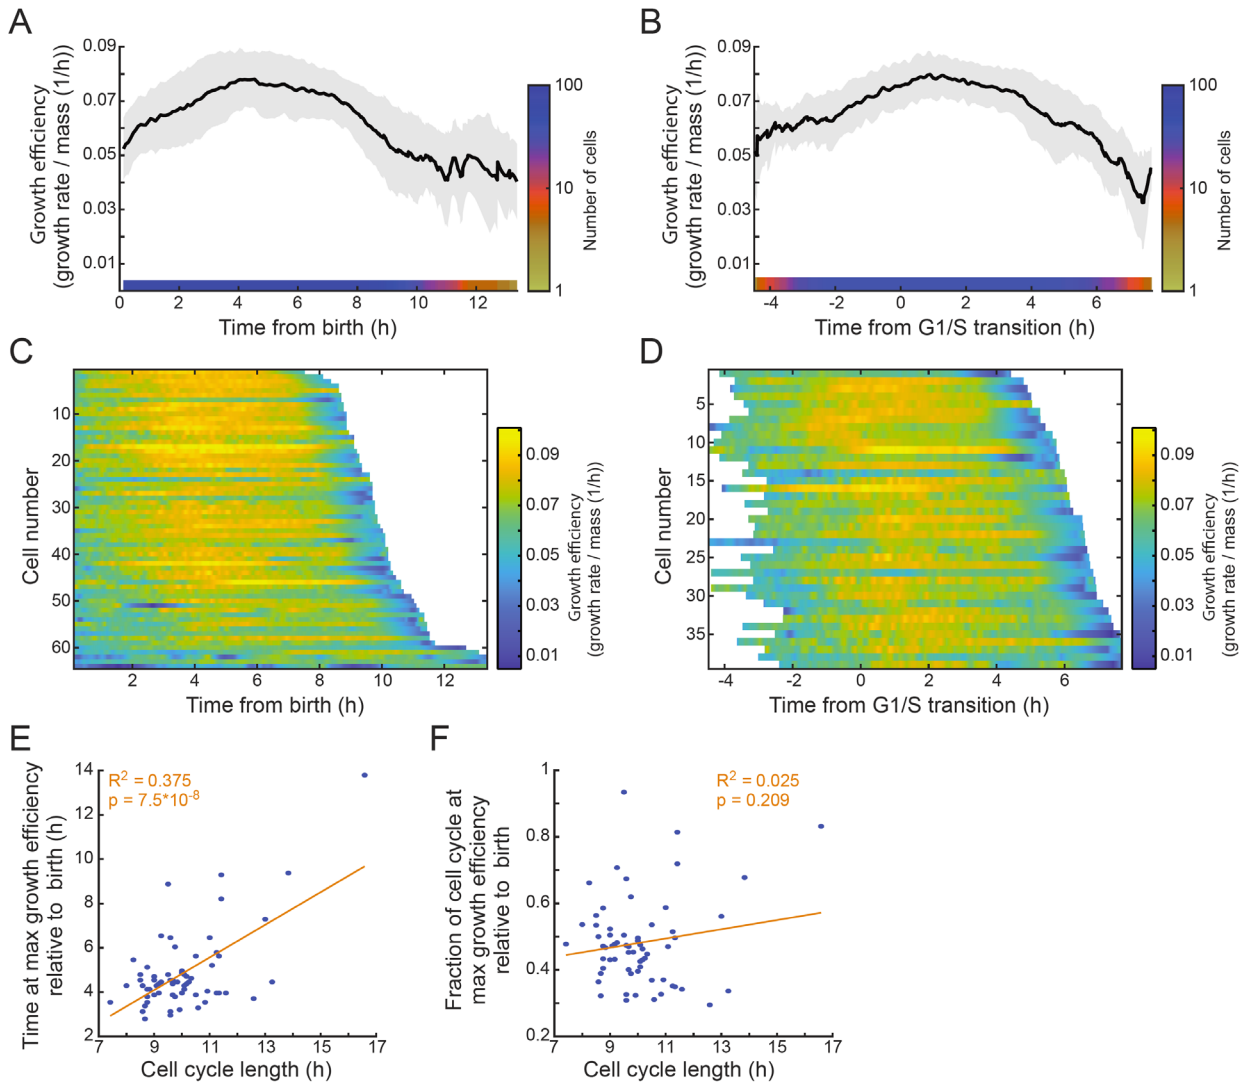 A
Growth efficiency
(growth rate / mass (1/h))
0.09
0.07
0.05
0.03
0.01
0 2 4 6 8 10 12
Time from birth (h)
100
10
1
Number of cells
B
Growth efficiency
(growth rate / mass (1/h))
0.09
0.07
0.05
0.03
0.01
-4 -2 0 2 4 6
Time from G1/S transition (h)
100
10
1
Number of cells
C
Cell number
10
20
30
40
50
60
2 4 6 8 10 12
Time from birth (h)
0.09
0.07
0.05
0.03
0.01
Growth efficiency
(growth rate / mass (1/h))
D
Cell number
5
10
15
20
25
30
35
-4 -2 0 2 4 6
Time from G1/S transition (h)
0.09
0.07
0.05
0.03
0.01
Growth efficiency
(growth rate / mass (1/h))
E
Time at max growth efficiency
relative to birth (h)
14
12
10
8
6
4
2
R² = 0.375
p = 7.5*10⁻⁸
7 9 11 13 15 17
Cell cycle length (h)
F
Fraction of cell cycle at
max growth efficiency
relative to birth
1
0.8
0.6
0.4
0.2
R² = 0.025
p = 0.209
7 9 11 13 15 17
Cell cycle length (h)